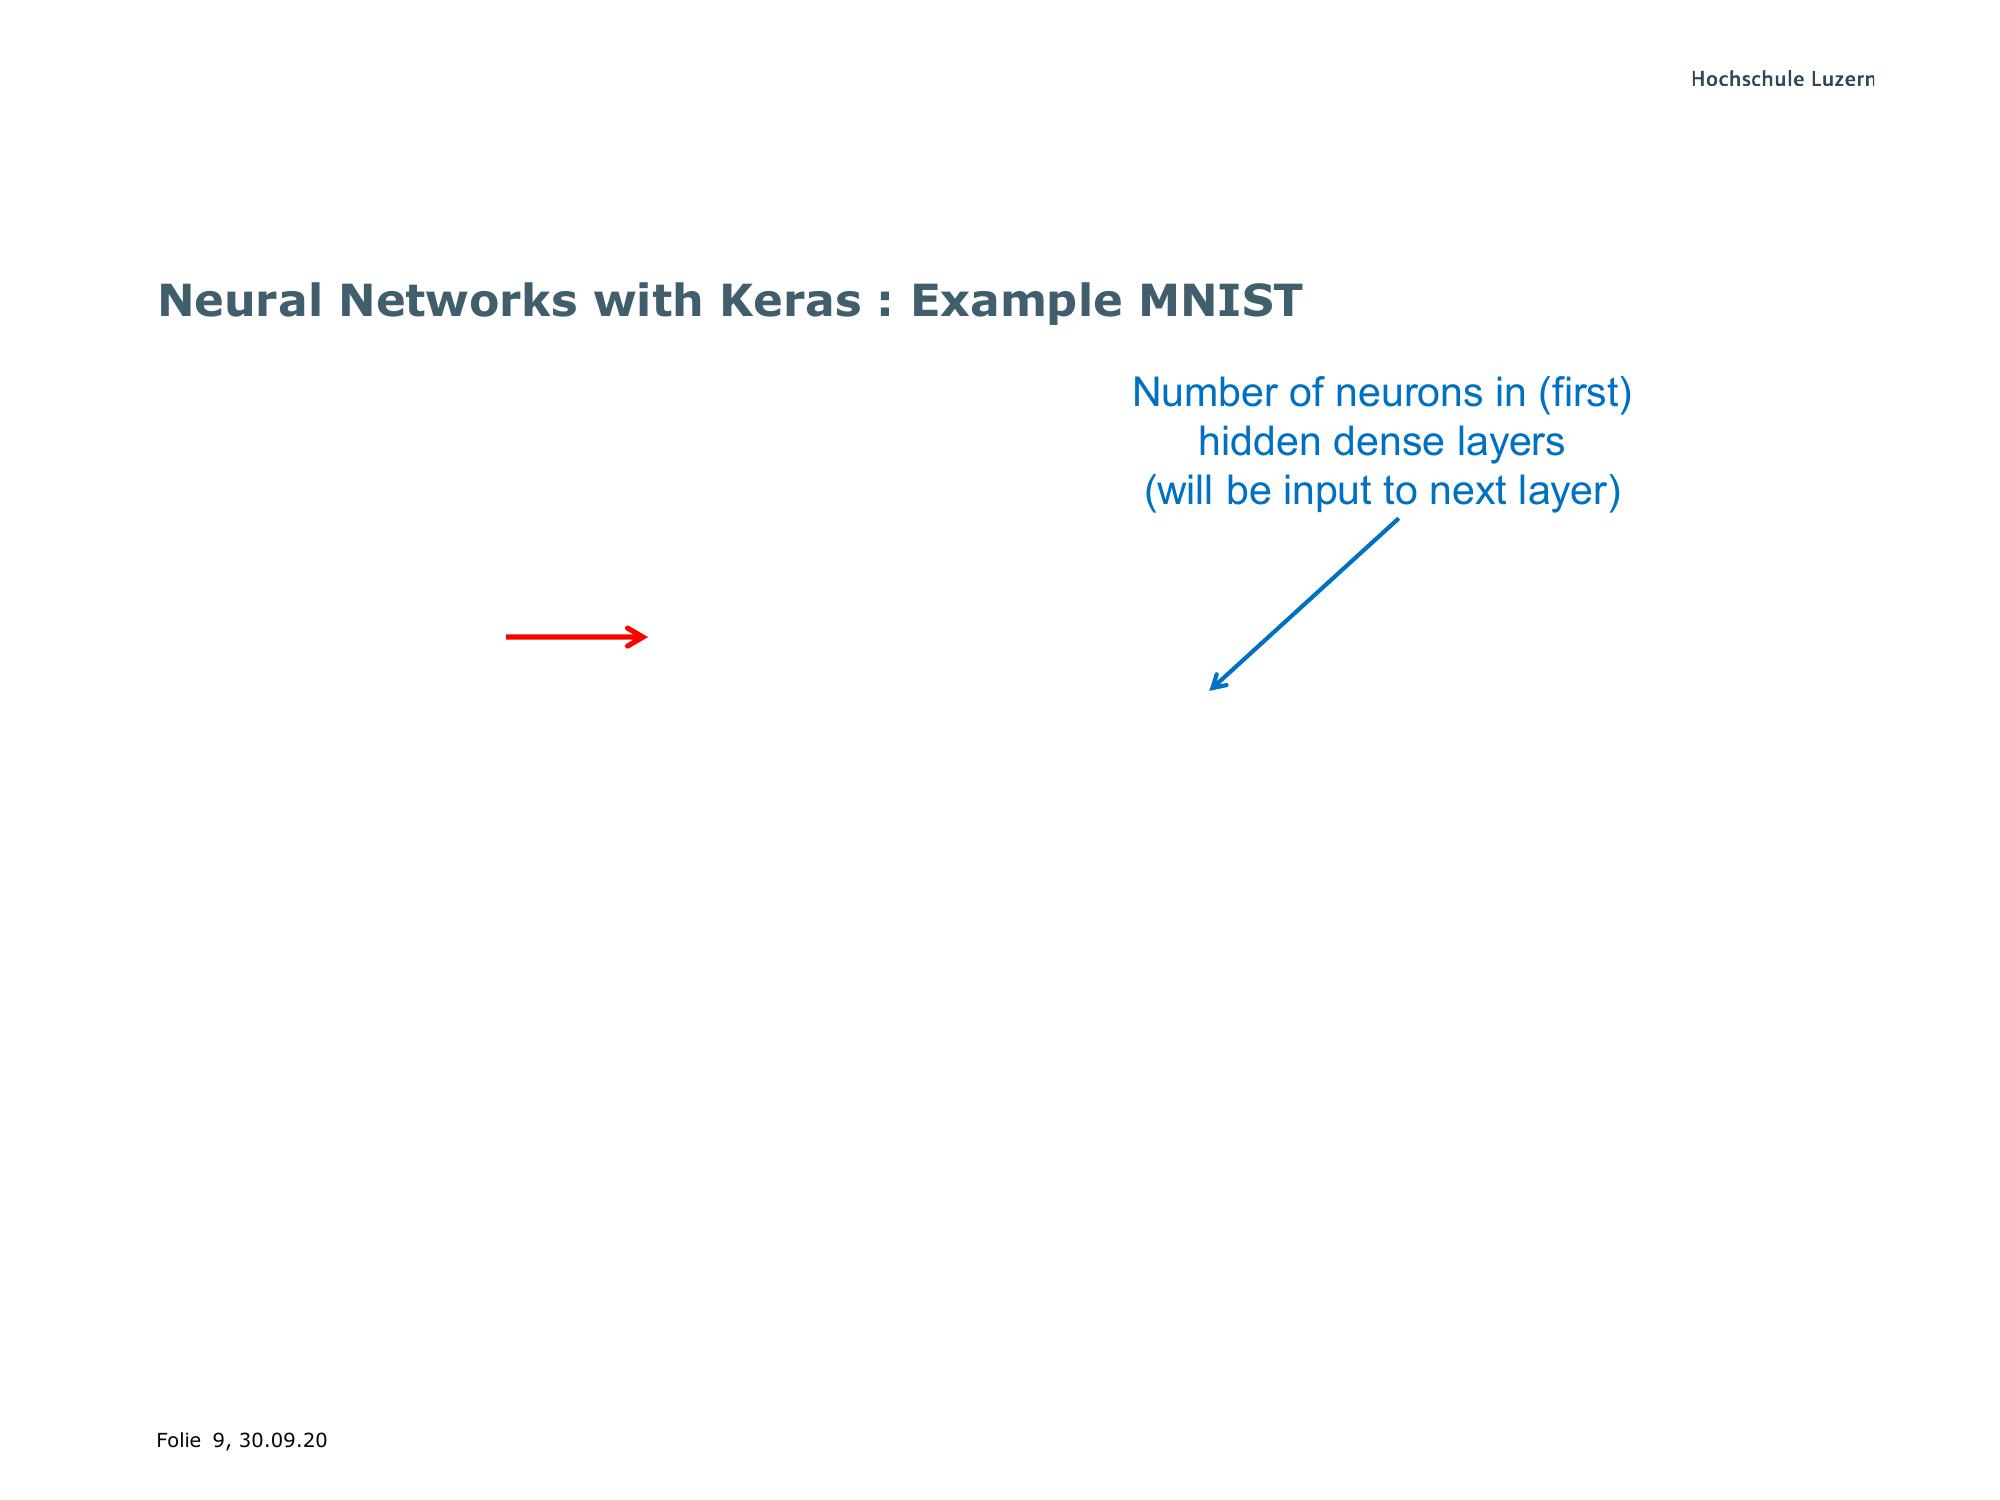 Hochschule Luzern
Neural Networks with Keras : Example MNIST
Number of neurons in (first)
hidden dense layers
(will be input to next layer)
Folie 9, 30.09.20